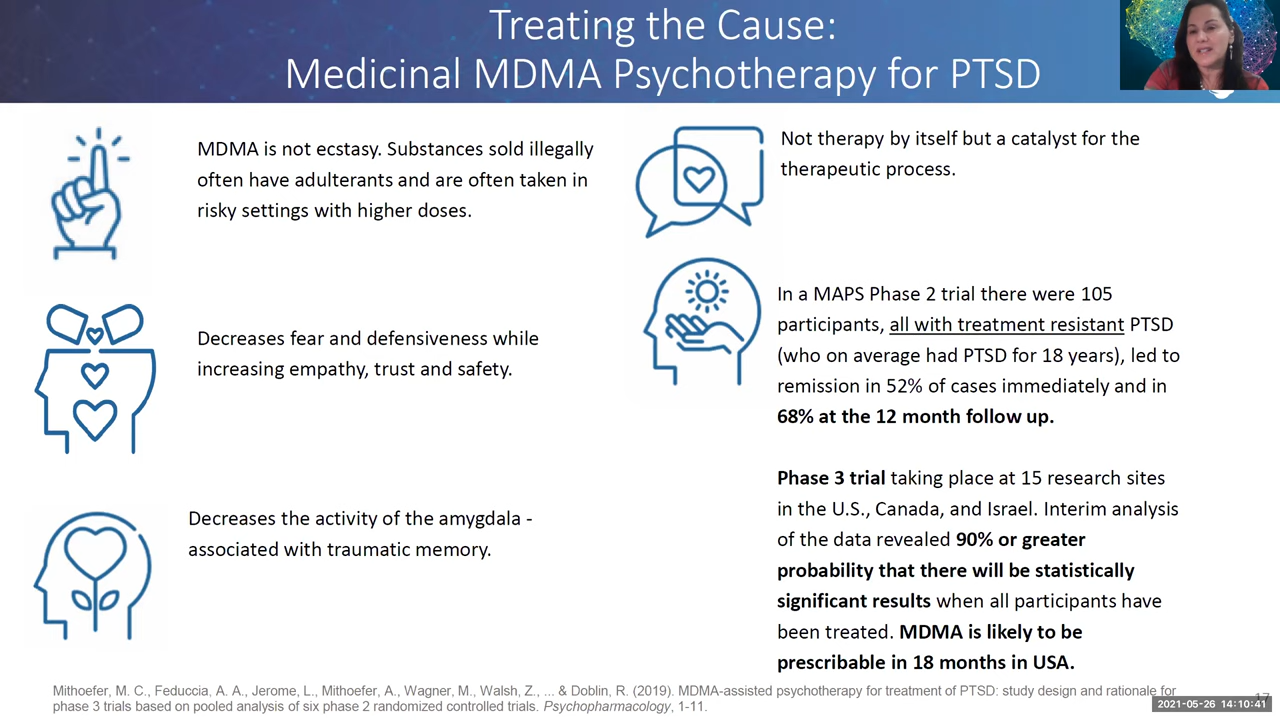 Treating the Cause:
Medicinal MDMA Psychotherapy for PTSD
MDMA is not ecstasy. Substances sold illegally
often have adulterants and are often taken in
risky settings with higher doses.
Decreases fear and defensiveness while
increasing empathy, trust and safety.
Decreases the activity of the amygdala -
associated with traumatic memory.
Not therapy by itself but a catalyst for the
therapeutic process.
In a MAPS Phase 2 trial there were 105
participants, all with treatment resistant PTSD
(who on average had PTSD for 18 years), led to
remission in 52% of cases immediately and in
68% at the 12 month follow up.
Phase 3 trial taking place at 15 research sites
in the U.S., Canada, and Israel. Interim analysis
of the data revealed 90% or greater
probability that there will be statistically
significant results when all participants have
been treated. MDMA is likely to be
prescribable in 18 months in USA.
Mithoefer, M. C., Feduccia, A. A., Jerome, L., Mithoefer, A., Wagner, M., Walsh, Z., ... & Doblin, R. (2019). MDMA-assisted psychotherapy for treatment of PTSD: study design and rationale for
phase 3 trials based on pooled analysis of six phase 2 randomized controlled trials. Psychopharmacology, 1-11.
17
2021-05-26 14:10:41